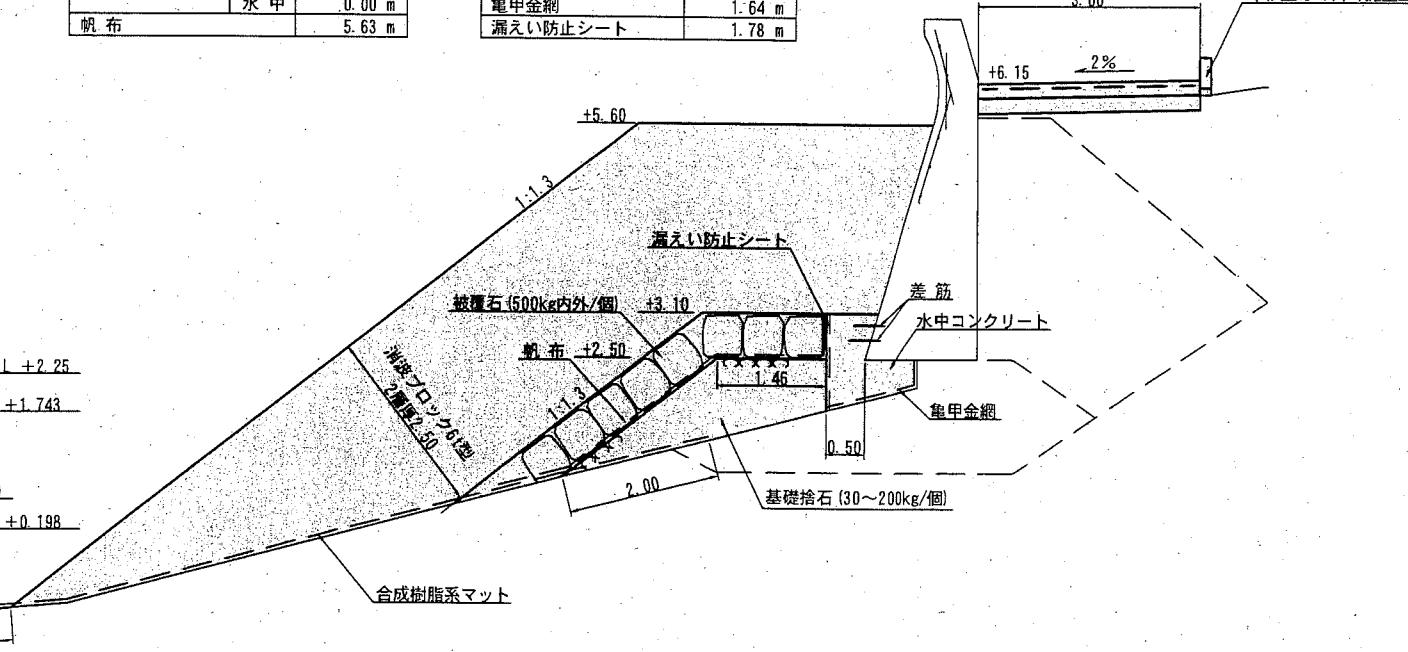 水 中 0.00 m
帆 布 5.63 m
亀甲金網 1.64 m
漏えい防止シート 1.78 m
+6.15
2%
+5.60
1:1.3
漏えい防止シート
被覆石(500kg内外/個)
+3.10
差 筋
水中コンクリート
帆 布
+2.50
消波ブロック6t型
2層厚2.50
L +2.25
1:1.3
1.46
+1.743
亀甲金網
0.50
2.00
基礎捨石(30～200kg/個)
+0.198
合成樹脂系マット